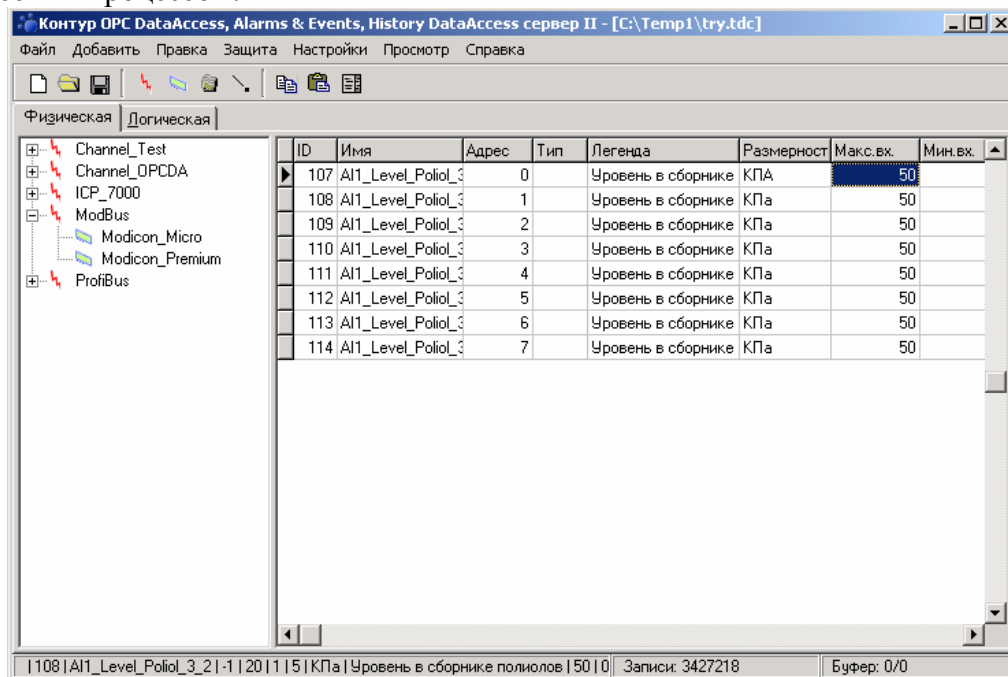 Контур OPC DataAccess, Alarms & Events, History DataAccess сервер II - [C:\Temp1\try.tdc]
Файл Добавить Правка Защита Настройки Просмотр Справка
Физическая Логическая
Channel_Test
Channel_OPCDA
ICP_7000
ModBus
Modicon_Micro
Modicon_Premium
ProfiBus
ID Имя Адрес Тип Легенда Размерност Макс.вх. Мин.вх.
107 AI1_Level_Poliol_3 0 Уровень в сборнике КПА 50
108 AI1_Level_Poliol_3 1 Уровень в сборнике КПа 50
109 AI1_Level_Poliol_3 2 Уровень в сборнике КПа 50
110 AI1_Level_Poliol_3 3 Уровень в сборнике КПа 50
111 AI1_Level_Poliol_3 4 Уровень в сборнике КПа 50
112 AI1_Level_Poliol_3 5 Уровень в сборнике КПа 50
113 AI1_Level_Poliol_3 6 Уровень в сборнике КПа 50
114 AI1_Level_Poliol_3 7 Уровень в сборнике КПа 50
|108|AI1_Level_Poliol_3_2|-1|20|1|5|КПа|Уровень в сборнике полиолов|50|0 Записи: 3427218 Буфер: 0/0